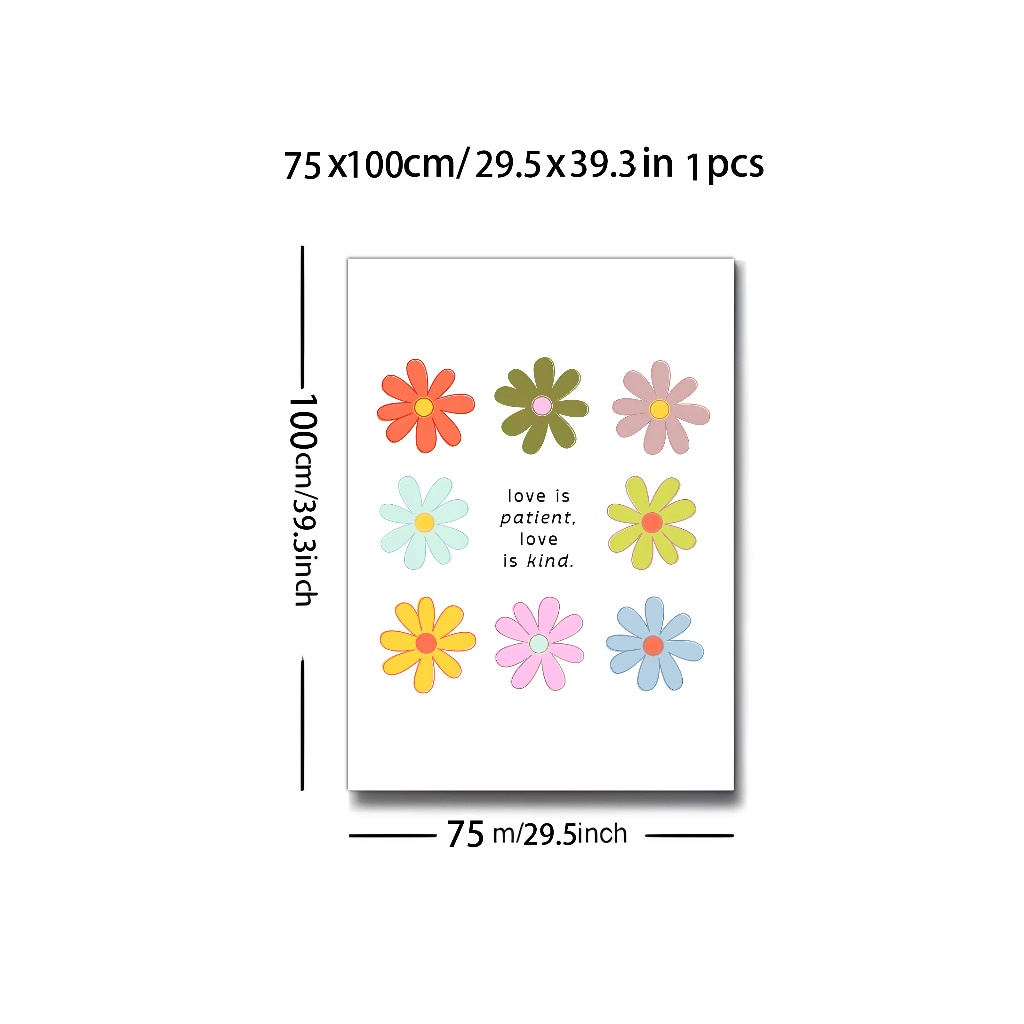 75x100cm/ 29.5x39.3in 1pcs
100cm/39.3inch
love is
patient,
love
is kind.
75 m/29.5inch